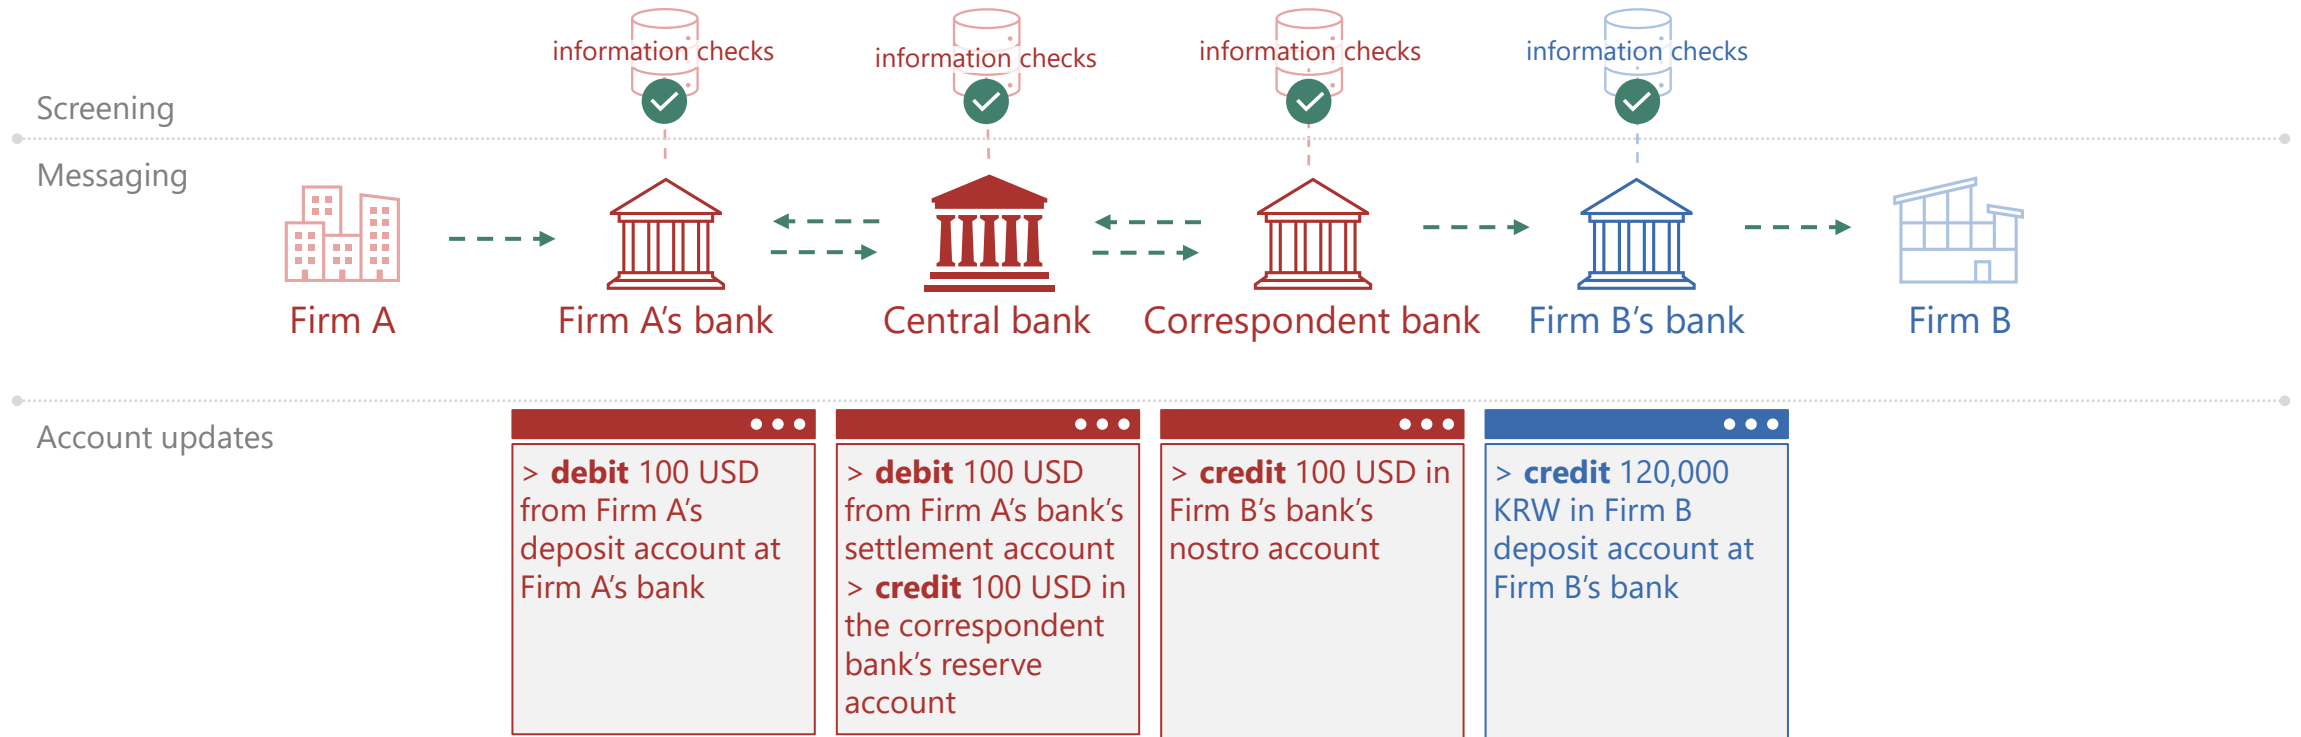 information checks
information checks
information checks
information checks
Screening
Messaging
Firm A
Firm A’s bank
Central bank
Correspondent bank
Firm B’s bank
Firm B
Account updates
> debit 100 USD
from Firm A’s
deposit account at
Firm A’s bank
> debit 100 USD
from Firm A’s bank’s
settlement account
> credit 100 USD in
the correspondent
bank’s reserve
account
> credit 100 USD in
Firm B’s bank’s
nostro account
> credit 120,000
KRW in Firm B
deposit account at
Firm B’s bank